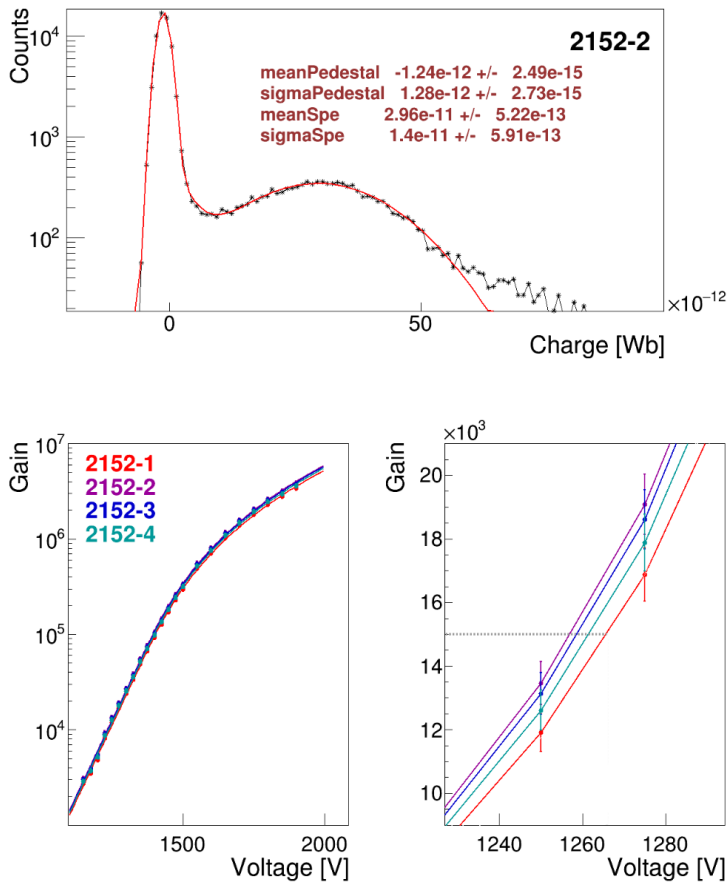 Counts
10^4
10^3
10^2
2152-2
meanPedestal -1.24e-12 +/- 2.49e-15
sigmaPedestal 1.28e-12 +/- 2.73e-15
meanSpe 2.96e-11 +/- 5.22e-13
sigmaSpe 1.4e-11 +/- 5.91e-13
0 50
×10^−12
Charge [Wb]
Gain
10^7
10^6
10^5
10^4
2152-1
2152-2
2152-3
2152-4
1500 2000
Voltage [V]
×10^3
Gain
20
18
16
14
12
10
1240 1260 1280
Voltage [V]